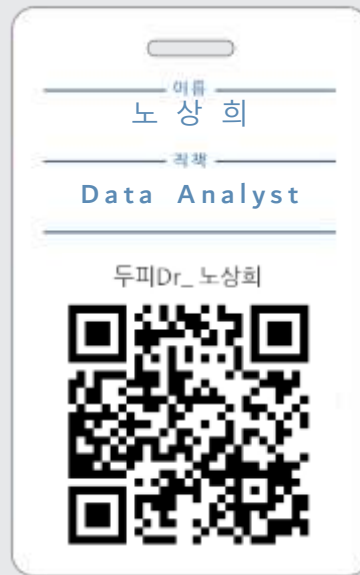 이름
노 상 희
직책
Data Analyst
두피Dr_ 노상희